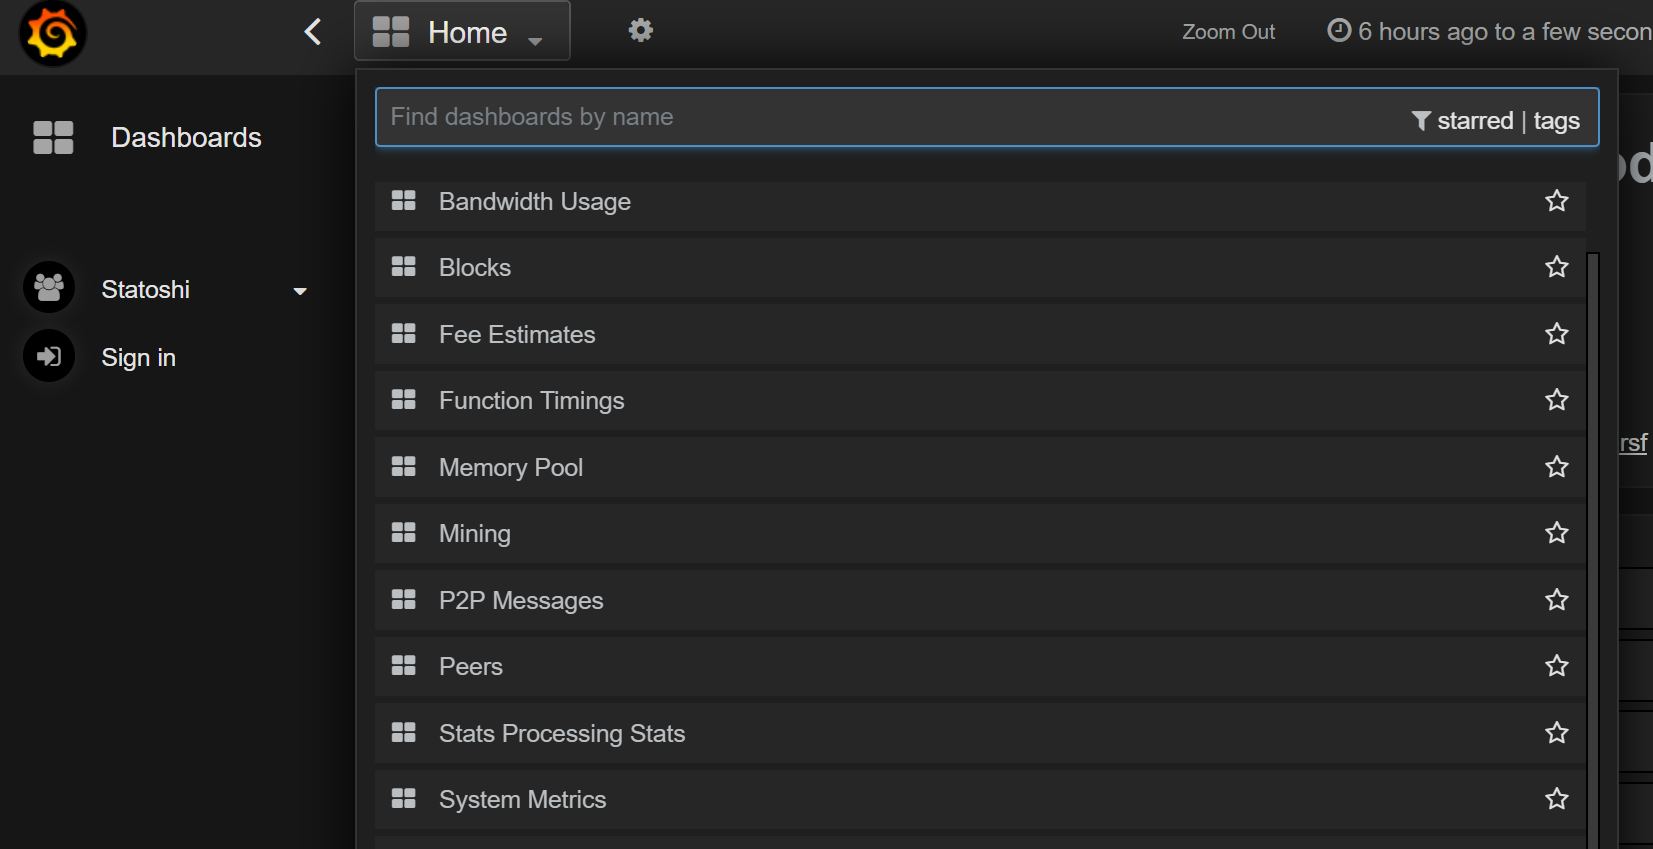 Home
Zoom Out
6 hours ago to a few secon
Dashboards
Statoshi
Sign in
Find dashboards by name
starred | tags
Bandwidth Usage
Blocks
Fee Estimates
Function Timings
Memory Pool
Mining
P2P Messages
Peers
Stats Processing Stats
System Metrics
od
rsf